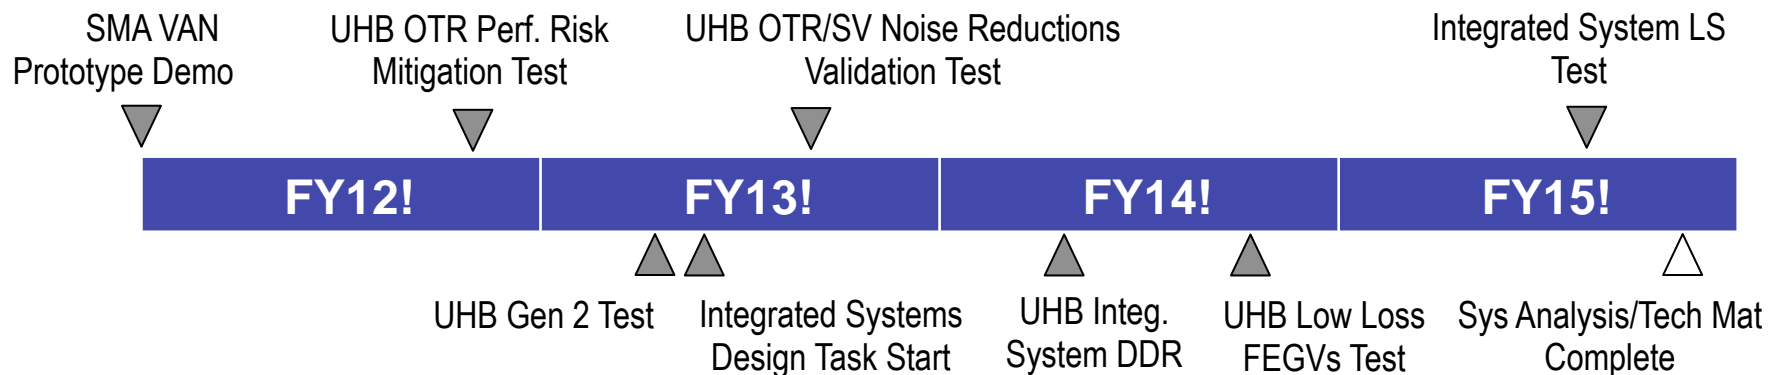 SMA VAN
Prototype Demo
UHB OTR Perf. Risk
Mitigation Test
UHB OTR/SV Noise Reductions
Validation Test
Integrated System LS
Test
FY12!
FY13!
FY14!
FY15!
UHB Gen 2 Test
Integrated Systems
Design Task Start
UHB Integ.
System DDR
UHB Low Loss
FEGVs Test
Sys Analysis/Tech Mat
Complete